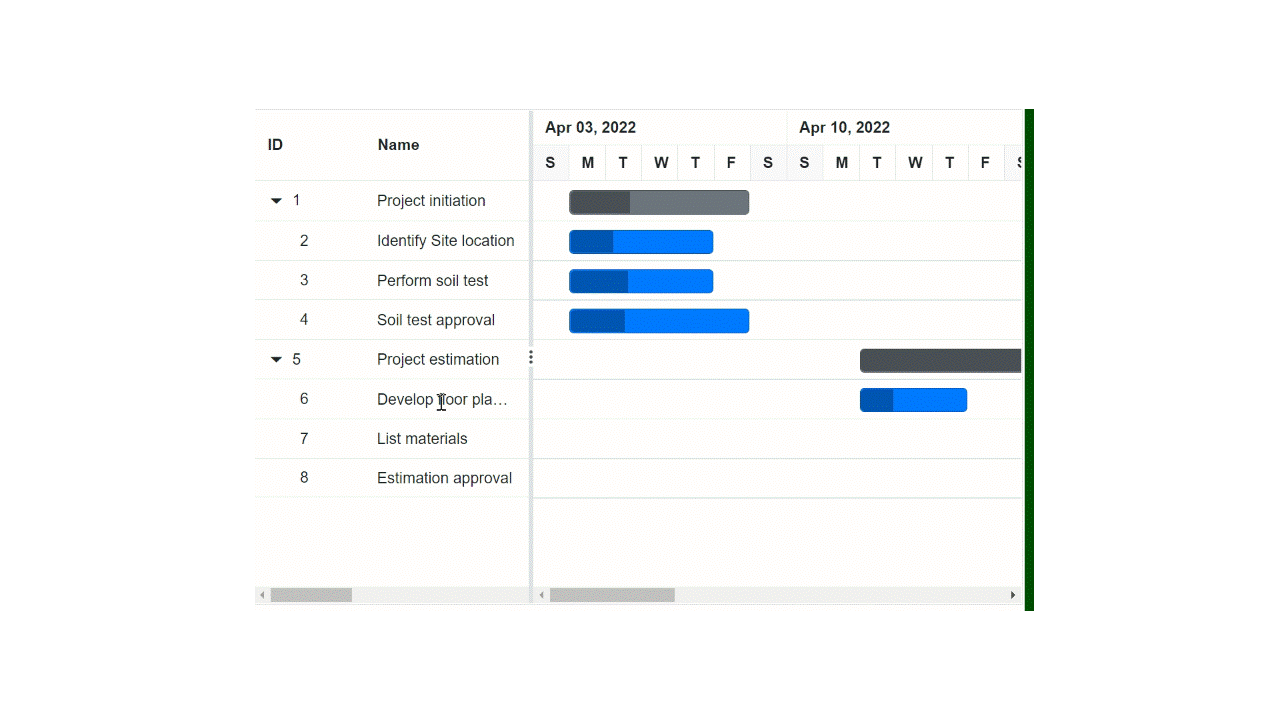 ID Name Apr 03, 2022 Apr 10, 2022
S M T W T F S S M T W T F
1 Project initiation
2 Identify Site location
3 Perform soil test
4 Soil test approval
5 Project estimation
6 Develop floor pla...
7 List materials
8 Estimation approval